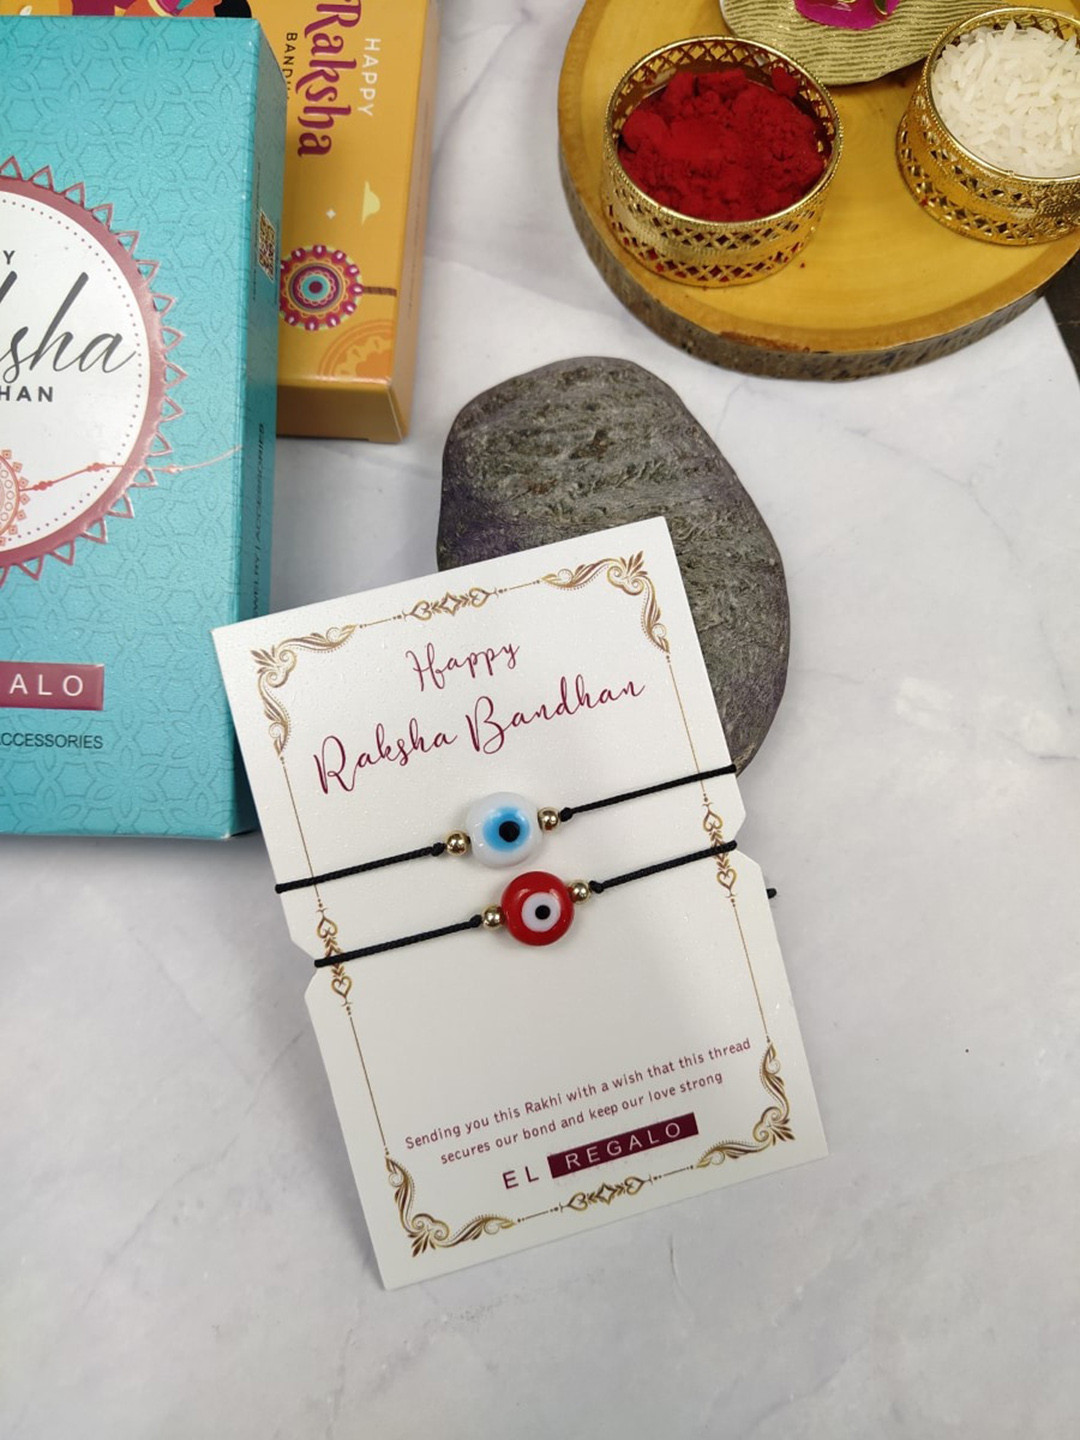 HAPPY
Raksha
Y
sha
HAN
ALO
CCESSORIES
Happy
Raksha Bandhan
Sending you this Rakhi with a wish that this thread
secures our bond and keep our love strong
EL REGALO